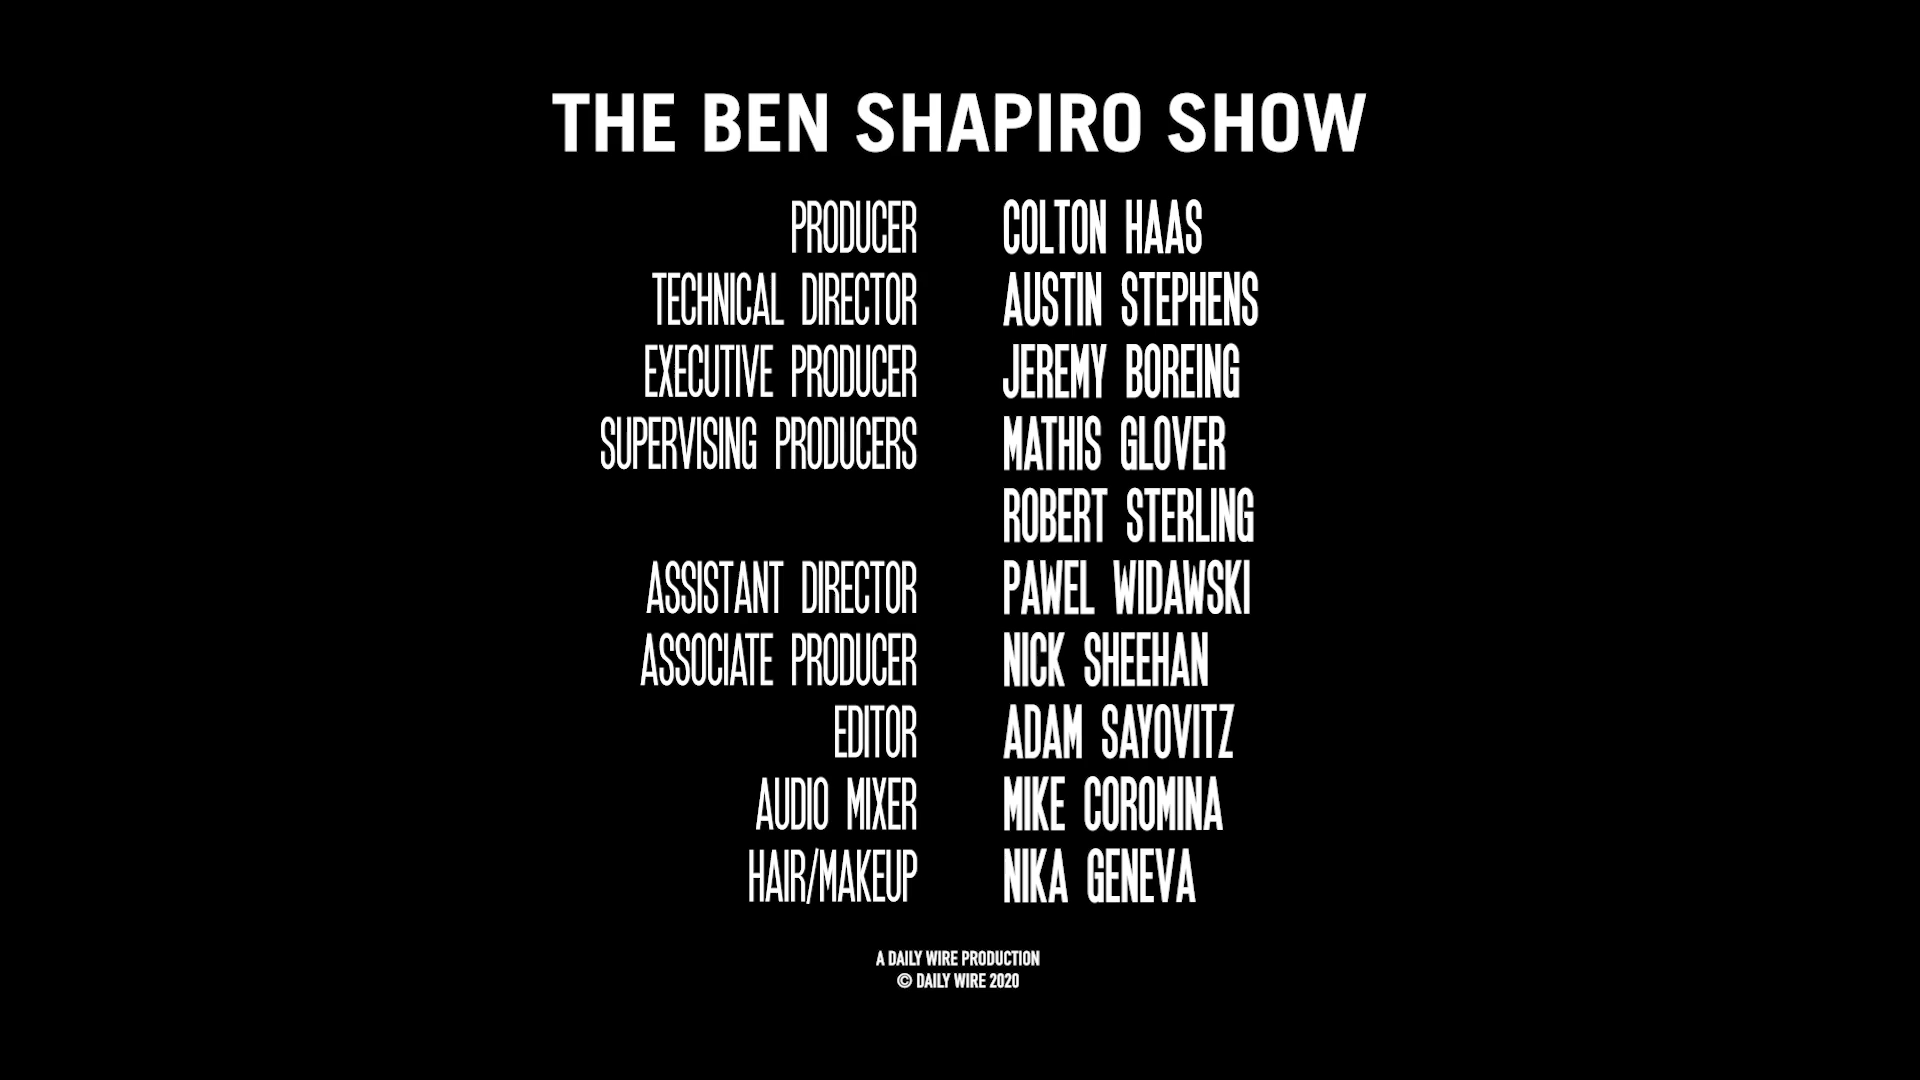 THE BEN SHAPIRO SHOW
PRODUCER COLTON HAAS
TECHNICAL DIRECTOR AUSTIN STEPHENS
EXECUTIVE PRODUCER JEREMY BOREING
SUPERVISING PRODUCERS MATHIS GLOVER
ROBERT STERLING
ASSISTANT DIRECTOR PAWEL WIDAWSKI
ASSOCIATE PRODUCER NICK SHEEHAN
EDITOR ADAM SAYOVITZ
AUDIO MIXER MIKE COROMINA
HAIR/MAKEUP NIKA GENEVA
A DAILY WIRE PRODUCTION
© DAILY WIRE 2020